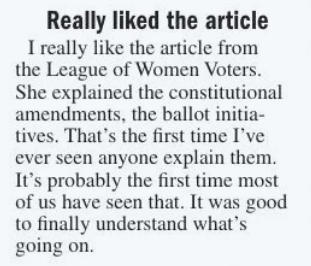 Really liked the article
I really like the article from
the League of Women Voters.
She explained the constitutional
amendments, the ballot initia-
tives. That's the first time I've
ever seen anyone explain them.
It's probably the first time most
of us have seen that. It was good
to finally understand what's
going on.